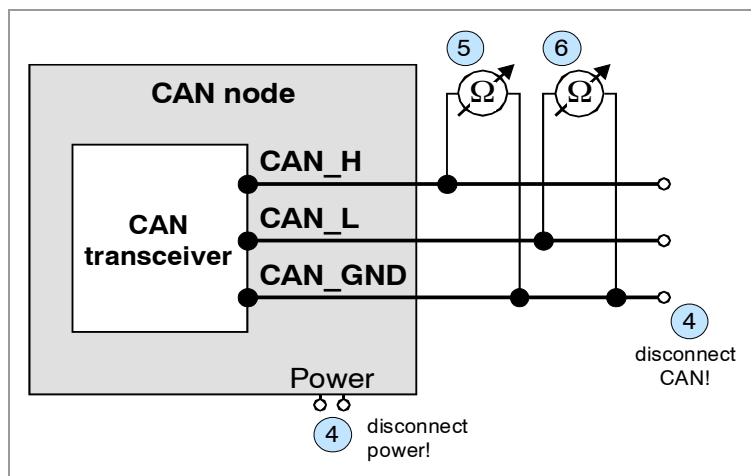 5
6
Ω
Ω
CAN node
CAN_H
CAN
transceiver
CAN_L
CAN_GND
4
disconnect
CAN!
Power
4
disconnect
power!